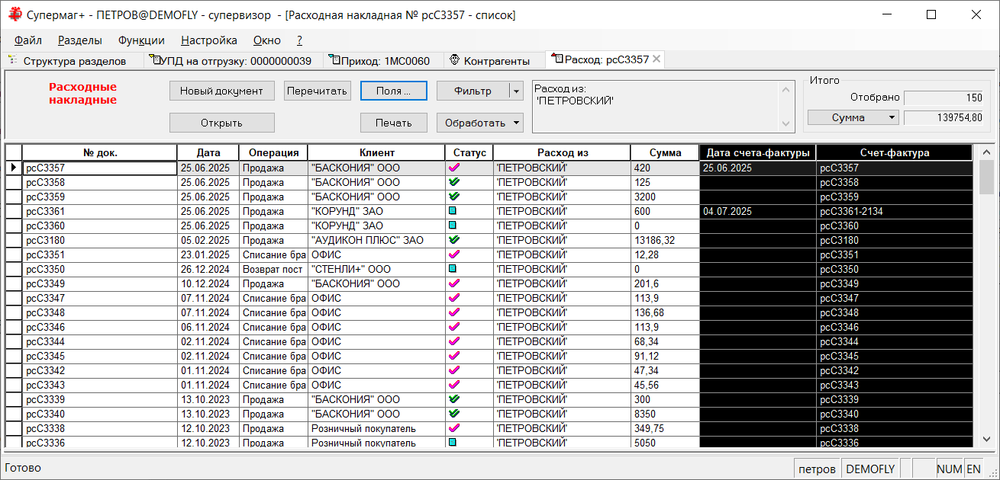 Супермаг+ - ПЕТРОВ@DEMOFLY - супервизор - [Расходная накладная № рсС3357 - список]
Файл Разделы Функции Настройка Окно ?
Структура разделов УПД на отгрузку: 0000000039 Приход: 1МС0060 Контрагенты Расход: рсС3357
Расходные накладные
Новый документ Перечитать Поля ... Фильтр
Открыть Печать Обработать
Расход из:
'ПЕТРОВСКИЙ'
Итого
Отобрано 150
Сумма 139754,80
№ док. Дата Операция Клиент Статус Расход из Сумма Дата счета-фактуры Счет-фактура
рсС3357 25.06.2025 Продажа "БАСКОНИЯ" ООО 'ПЕТРОВСКИЙ' 420 25.06.2025 рсС3357
рсС3358 25.06.2025 Продажа "БАСКОНИЯ" ООО 'ПЕТРОВСКИЙ' 125 рсС3358
рсС3359 25.06.2025 Продажа "БАСКОНИЯ" ООО 'ПЕТРОВСКИЙ' 3200 рсС3359
рсС3361 25.06.2025 Продажа "КОРУНД" ЗАО 'ПЕТРОВСКИЙ' 600 04.07.2025 рсС3361-2134
рсС3360 25.06.2025 Продажа "КОРУНД" ЗАО 'ПЕТРОВСКИЙ' 0 рсС3360
рсС3180 05.02.2025 Продажа "АУДИКОН ПЛЮС" ЗАО 'ПЕТРОВСКИЙ' 13186,32 рсС3180
рсС3351 23.01.2025 Списание бра ОФИС 'ПЕТРОВСКИЙ' 12,28 рсС3351
рсС3350 26.12.2024 Возврат пост "СТЕНЛИ+" ООО 'ПЕТРОВСКИЙ' 0 рсС3350
рсС3349 10.12.2024 Продажа "БАСКОНИЯ" ООО 'ПЕТРОВСКИЙ' 201,6 рсС3349
рсС3347 07.11.2024 Списание бра ОФИС 'ПЕТРОВСКИЙ' 113,9 рсС3347
рсС3348 07.11.2024 Списание бра ОФИС 'ПЕТРОВСКИЙ' 136,68 рсС3348
рсС3346 06.11.2024 Списание бра ОФИС 'ПЕТРОВСКИЙ' 113,9 рсС3346
рсС3344 02.11.2024 Списание бра ОФИС 'ПЕТРОВСКИЙ' 68,34 рсС3344
рсС3345 02.11.2024 Списание бра ОФИС 'ПЕТРОВСКИЙ' 91,12 рсС3345
рсС3342 01.11.2024 Списание бра ОФИС 'ПЕТРОВСКИЙ' 47,34 рсС3342
рсС3343 01.11.2024 Списание бра ОФИС 'ПЕТРОВСКИЙ' 45,56 рсС3343
рсС3339 13.10.2023 Продажа "БАСКОНИЯ" ООО 'ПЕТРОВСКИЙ' 300 рсС3339
рсС3340 13.10.2023 Продажа "БАСКОНИЯ" ООО 'ПЕТРОВСКИЙ' 8350 рсС3340
рсС3338 12.10.2023 Продажа Розничный покупатель 'ПЕТРОВСКИЙ' 349,75 рсС3338
рсС3336 12.10.2023 Продажа Розничный покупатель 'ПЕТРОВСКИЙ' 5050 рсС3336
Готово петров DEMOFLY NUM EN